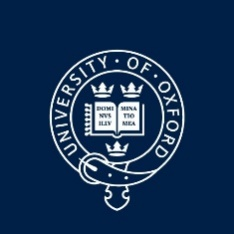 UNIVERSITY · OF · OXFORD
DOMI
NVS
ILLV
MINA
TIO
MEA